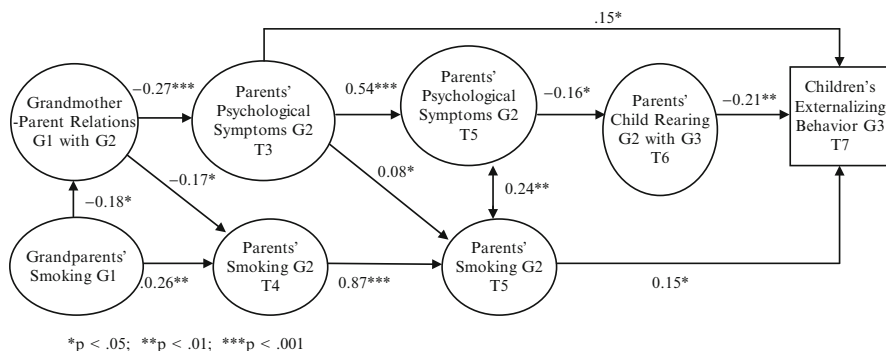 .15*
Grandmother
-Parent Relations
G1 with G2
−0.27***
Parents'
Psychological
Symptoms G2
T3
0.54***
Parents'
Psychological
Symptoms G2
T5
−0.16*
Parents'
Child Rearing
G2 with G3
T6
−0.21**
Children's
Externalizing
Behavior G3
T7
−0.17*
0.08*
0.24**
−0.18*
Grandparents'
Smoking G1
.0.26**
Parents'
Smoking G2
T4
0.87***
Parents'
Smoking G2
T5
0.15*
*p < .05; **p < .01; ***p < .001